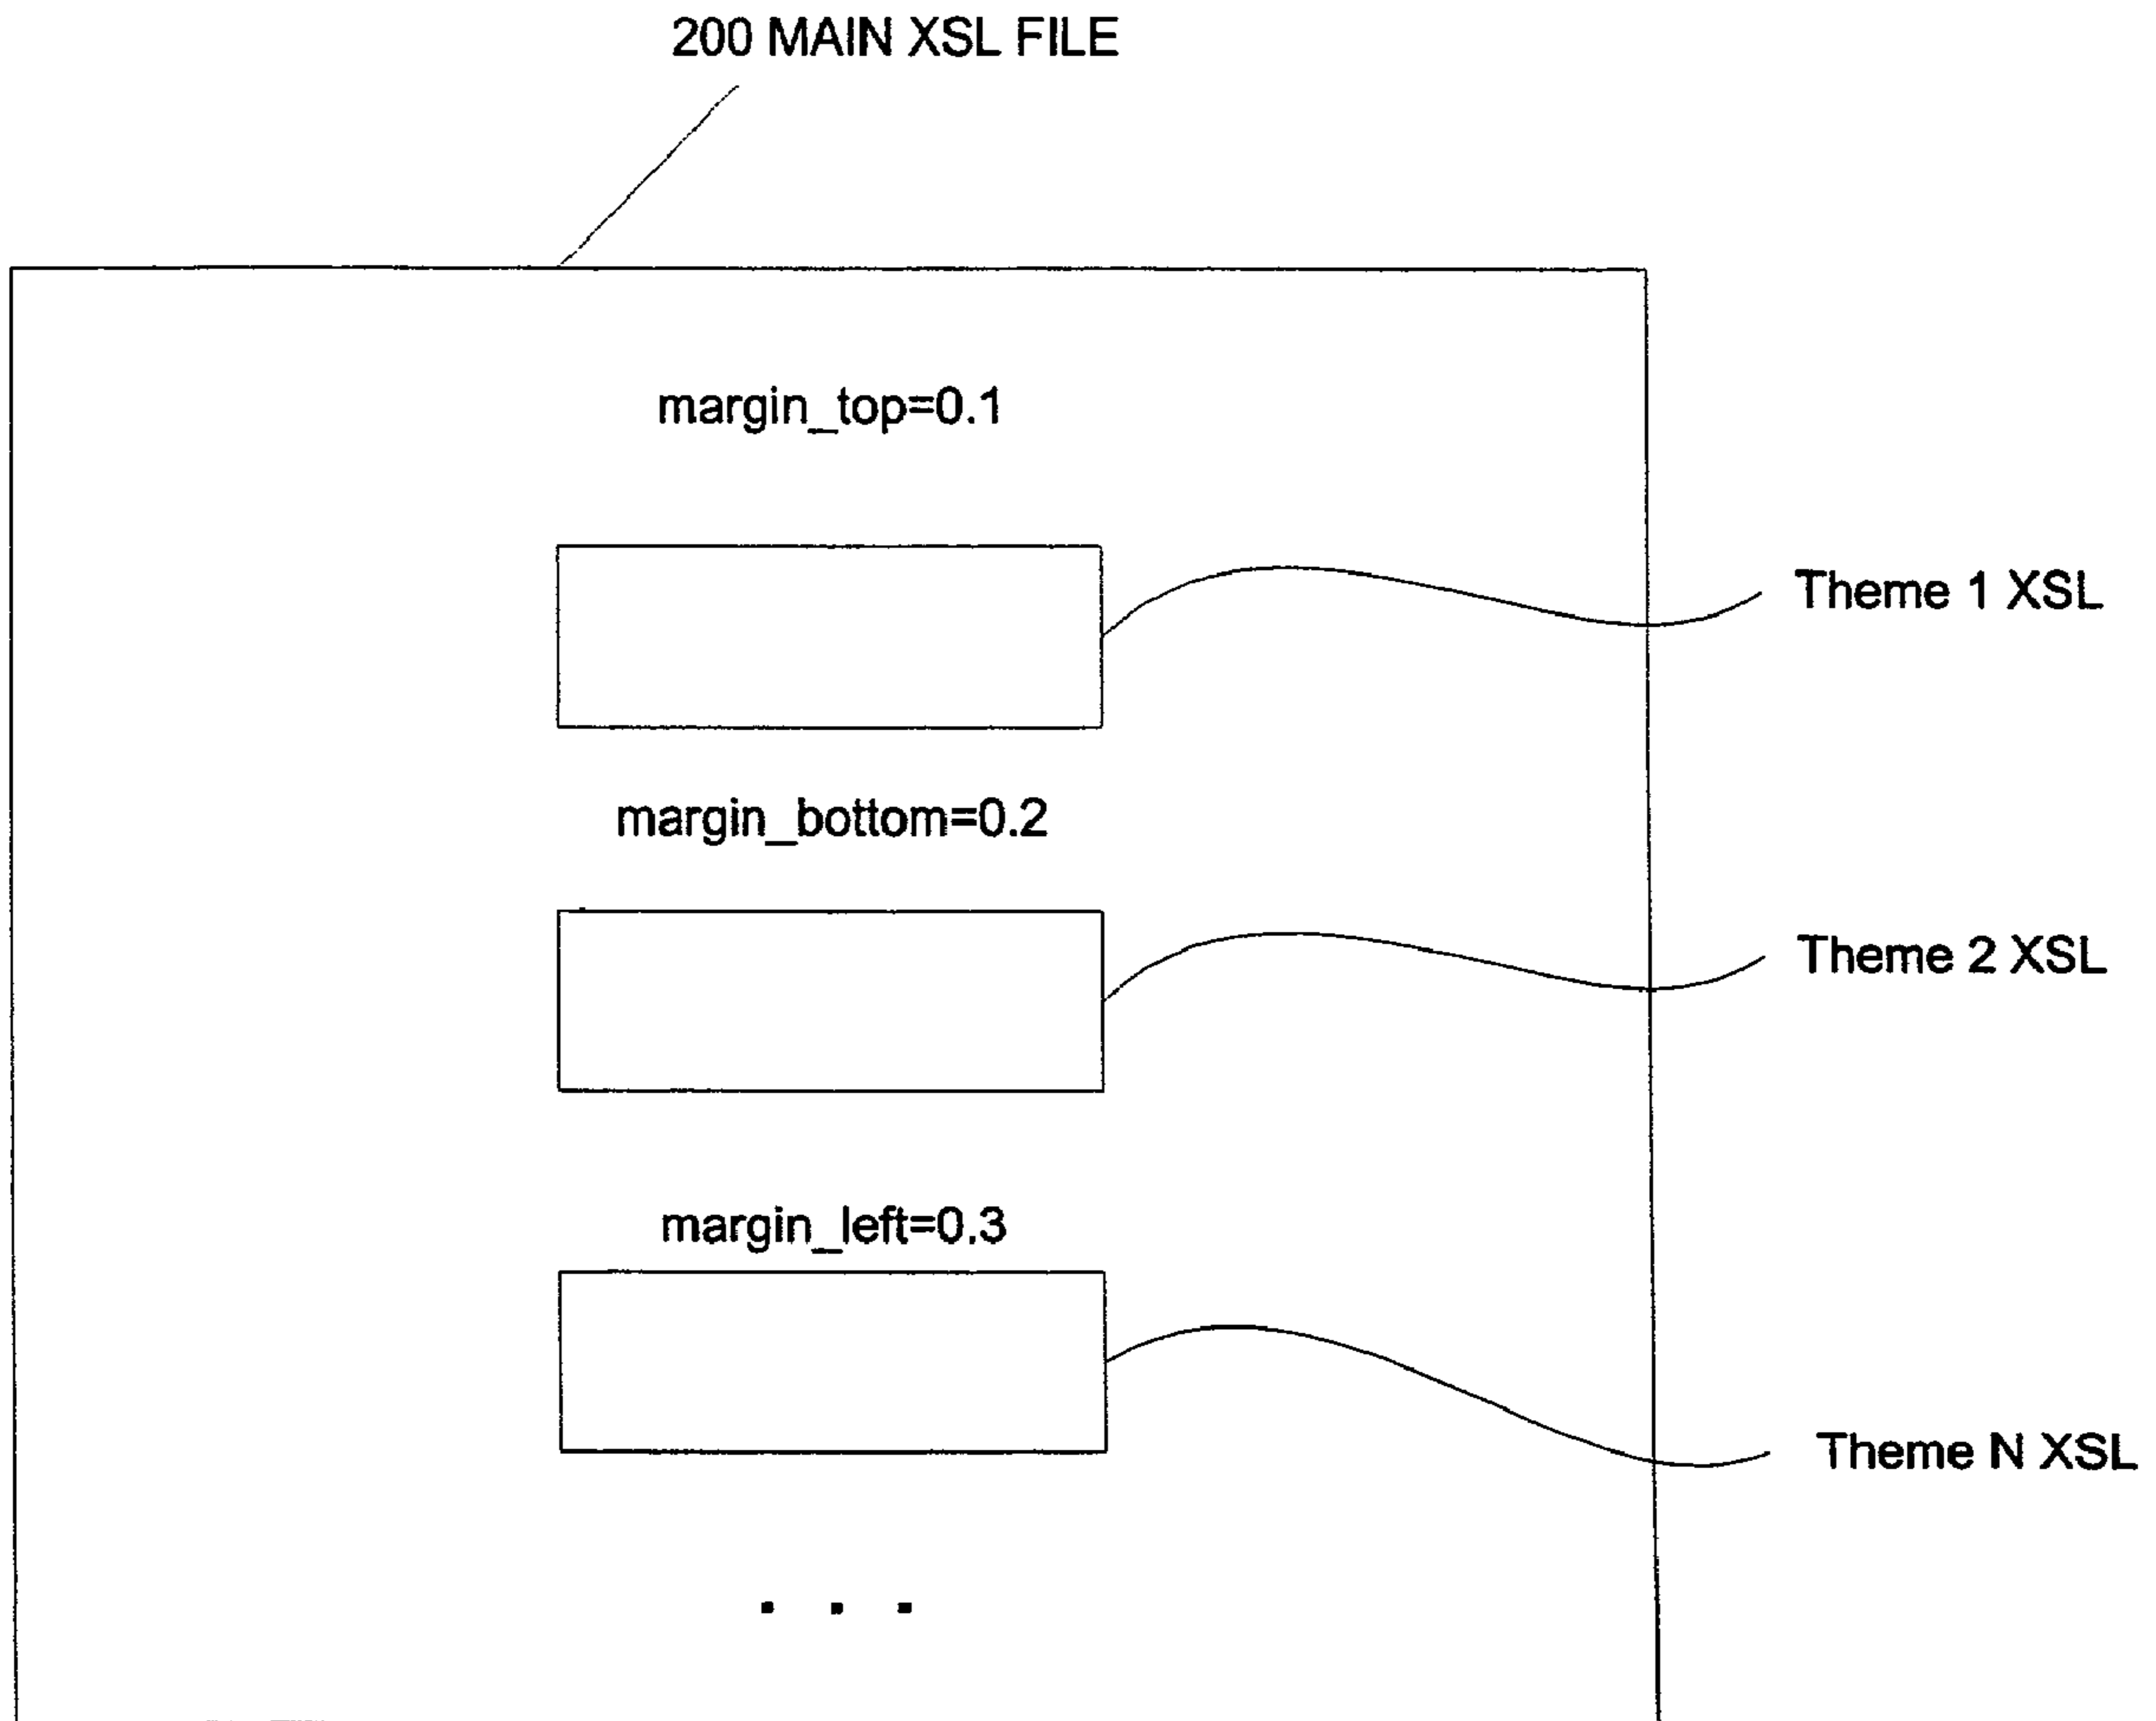 200 MAIN XSL FILE
margin_top=0.1
Theme 1 XSL
margin_bottom=0.2
Theme 2 XSL
margin_left=0.3
Theme N XSL
. . .